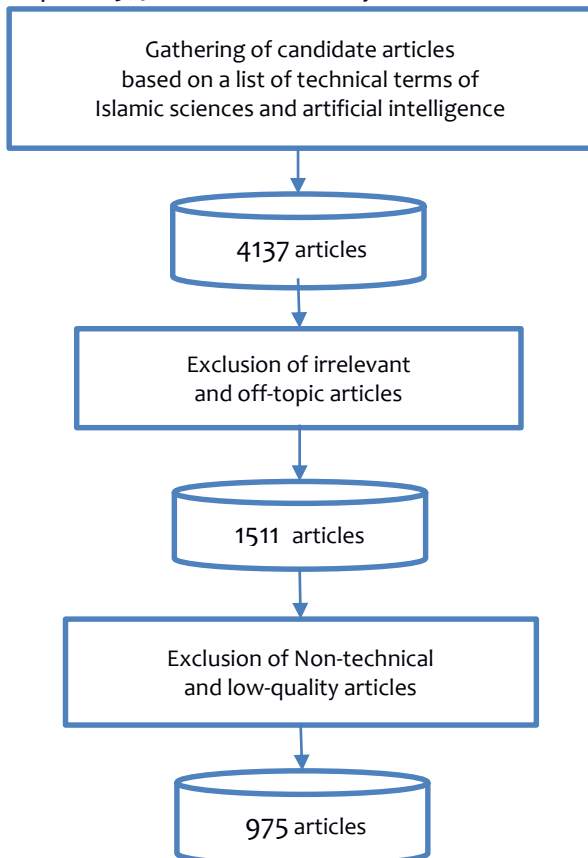 Gathering of candidate articles
based on a list of technical terms of
Islamic sciences and artificial intelligence
4137 articles
Exclusion of irrelevant
and off-topic articles
1511 articles
Exclusion of Non-technical
and low-quality articles
975 articles